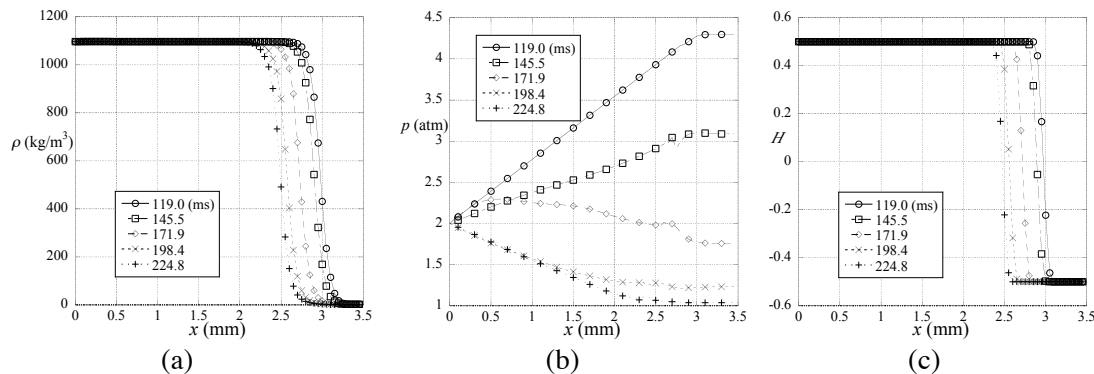 1200
1000
800
ρ (kg/m³)
600
400
200
0
119.0 (ms)
145.5
171.9
198.4
224.8
0 0.5 1 1.5 2 2.5 3 3.5
x (mm)
(a)
4.5
4
3.5
p (atm)
3
2.5
2
1.5
1
119.0 (ms)
145.5
171.9
198.4
224.8
0 0.5 1 1.5 2 2.5 3 3.5
x (mm)
(b)
0.6
0.4
0.2
H
0
-0.2
-0.4
-0.6
119.0 (ms)
145.5
171.9
198.4
224.8
0 0.5 1 1.5 2 2.5 3 3.5
x (mm)
(c)